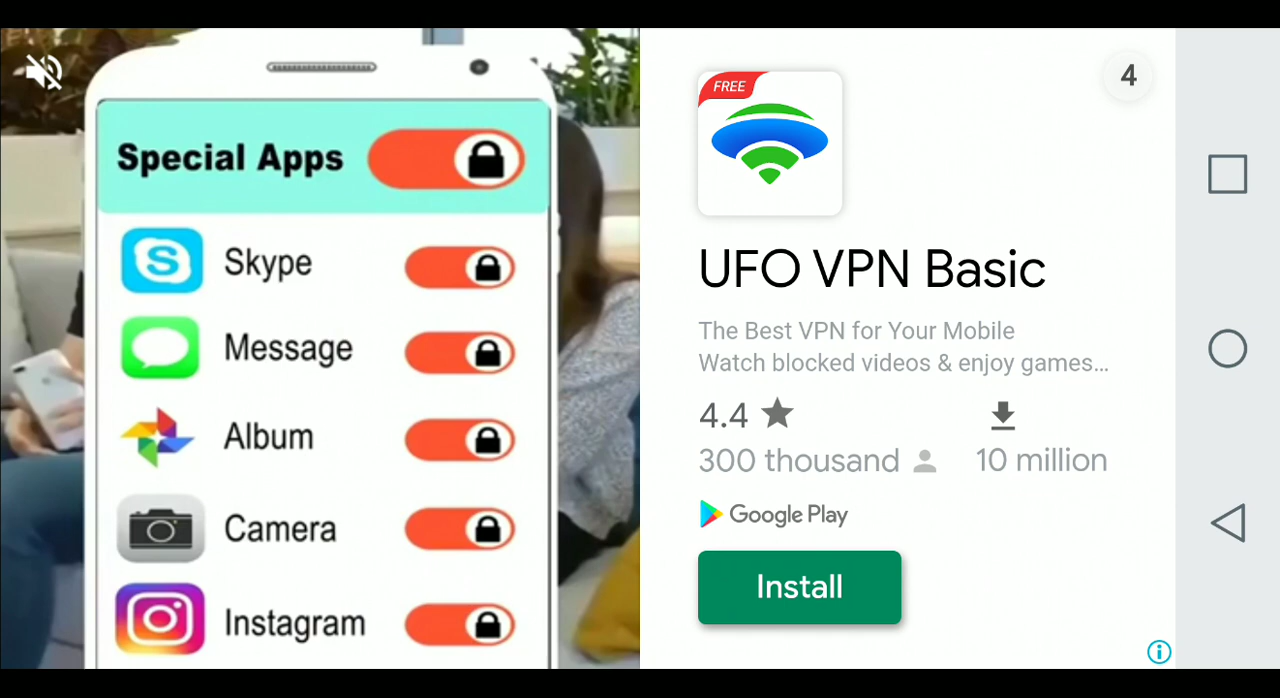 Special Apps
Skype
Message
Album
Camera
Instagram
4
FREE
UFO VPN Basic
The Best VPN for Your Mobile
Watch blocked videos & enjoy games...
4.4
300 thousand
10 million
Google Play
Install